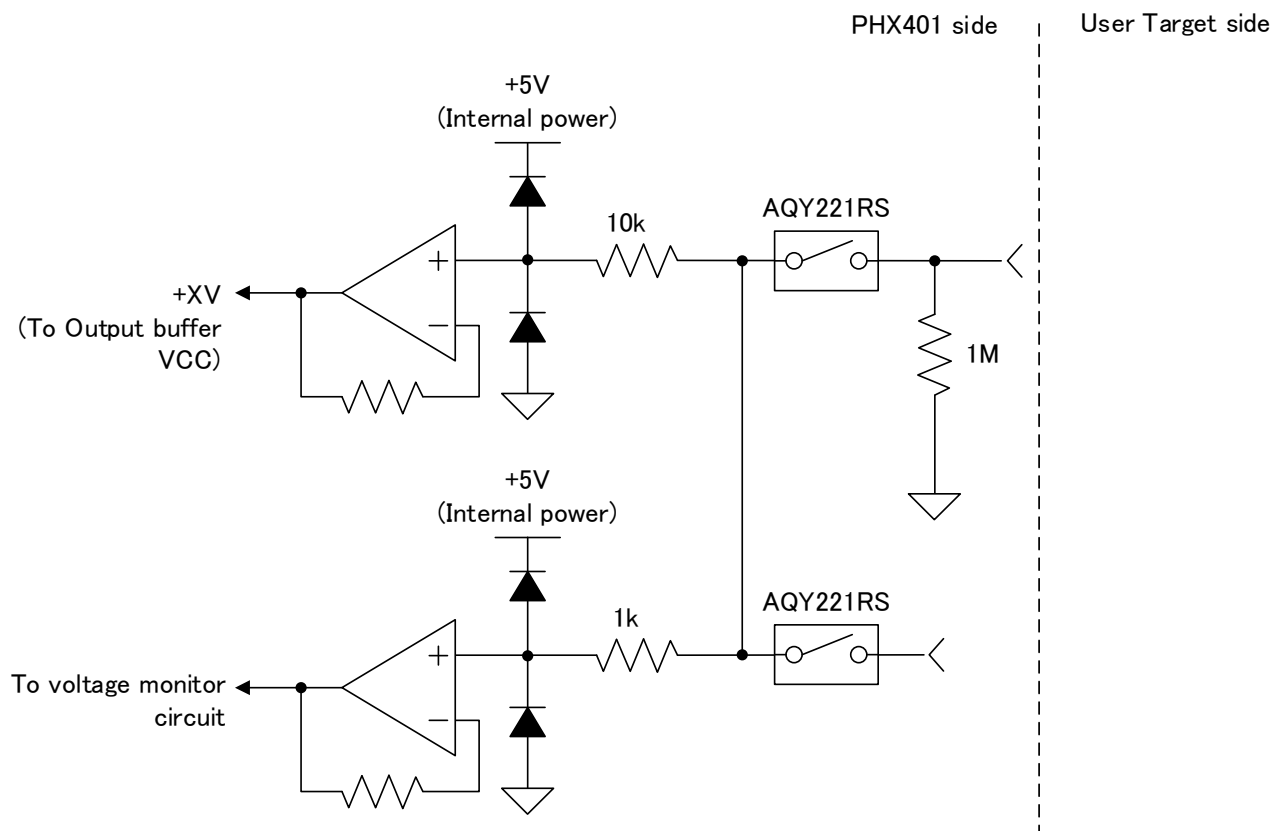 PHX401 side
User Target side
+5V
(Internal power)
AQY221RS
10k
+
−
+XV
(To Output buffer
VCC)
1M
+5V
(Internal power)
AQY221RS
1k
+
−
To voltage monitor
circuit